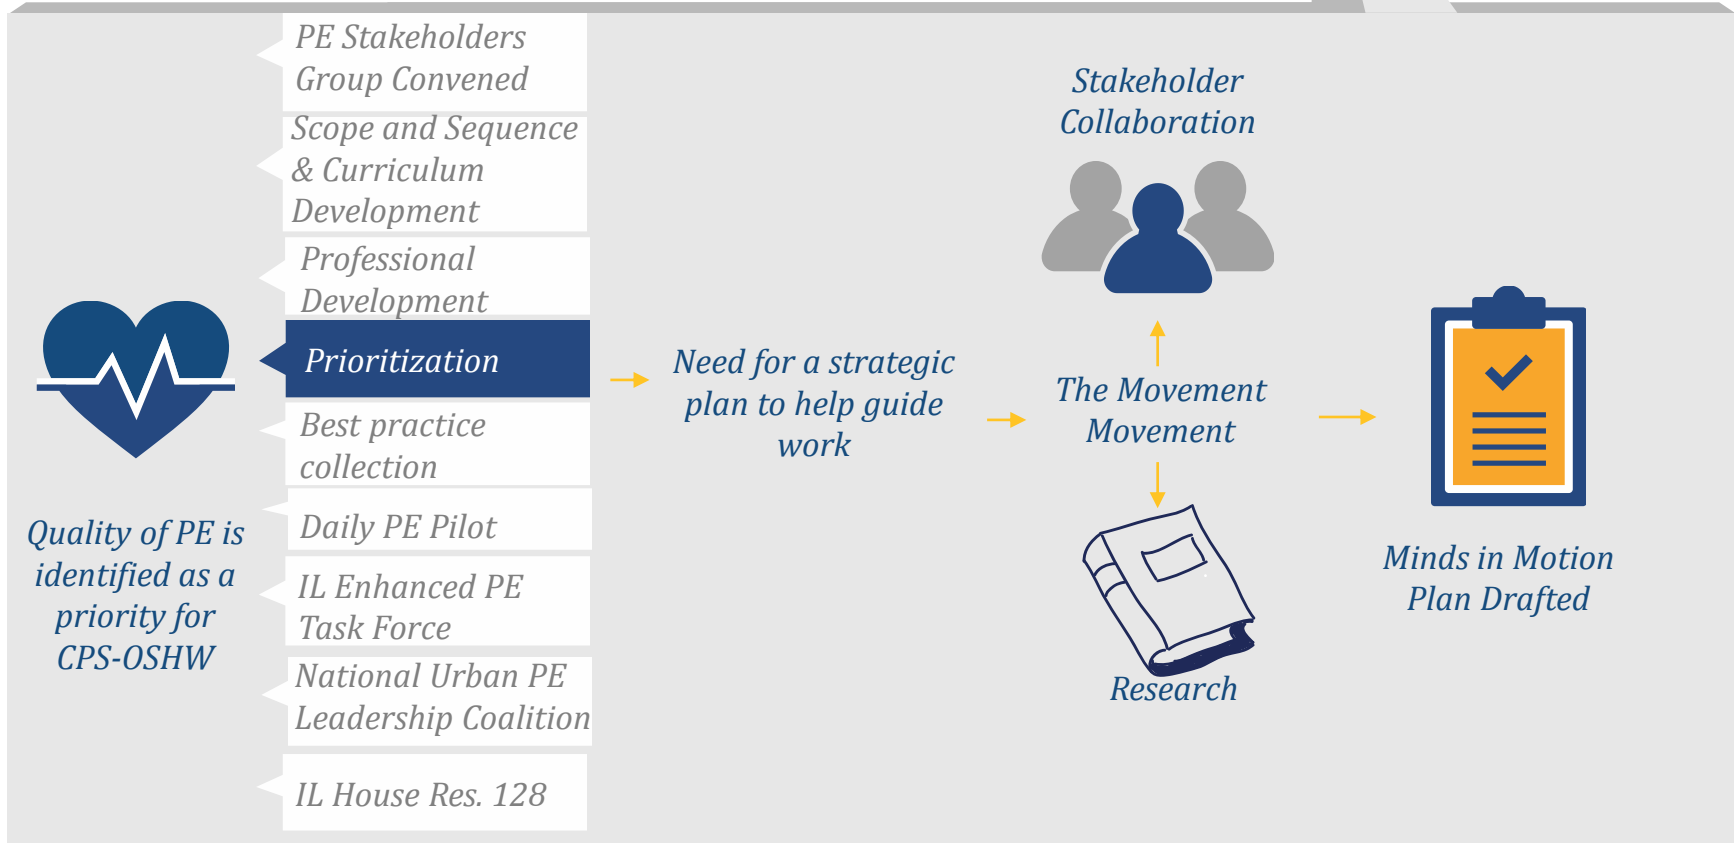 PE Stakeholders
Group Convened
Scope and Sequence
& Curriculum
Development
Professional
Development
Prioritization
Best practice
collection
Daily PE Pilot
IL Enhanced PE
Task Force
National Urban PE
Leadership Coalition
IL House Res. 128
Quality of PE is
identified as a
priority for
CPS-OSHW
Need for a strategic
plan to help guide
work
Stakeholder
Collaboration
The Movement
Movement
Research
Minds in Motion
Plan Drafted